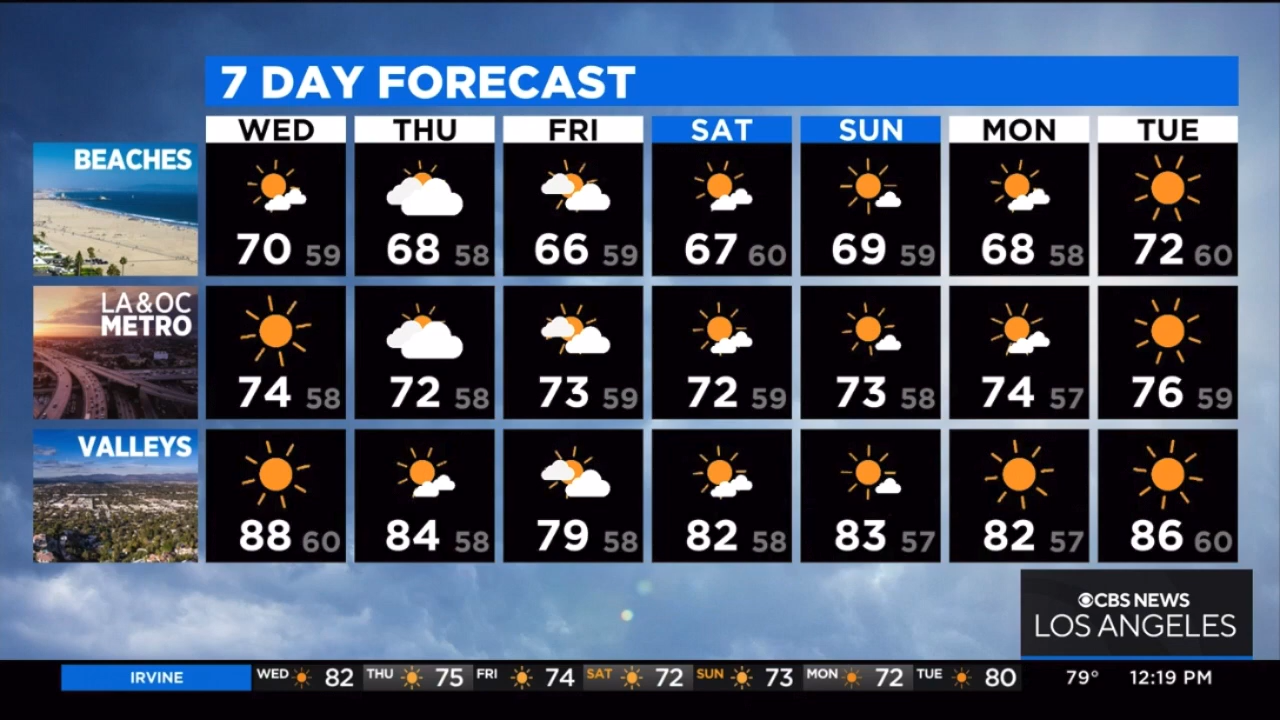 7 DAY FORECAST
WED THU FRI SAT SUN MON TUE
BEACHES
70 59 68 58 66 59 67 60 69 59 68 58 72 60
LA & OC
METRO
74 58 72 58 73 59 72 59 73 58 74 57 76 59
VALLEYS
88 60 84 58 79 58 82 58 83 57 82 57 86 60
CBS NEWS
LOS ANGELES
IRVINE WED 82 THU 75 FRI 74 SAT 72 SUN 73 MON 72 TUE 80 79° 12:19 PM